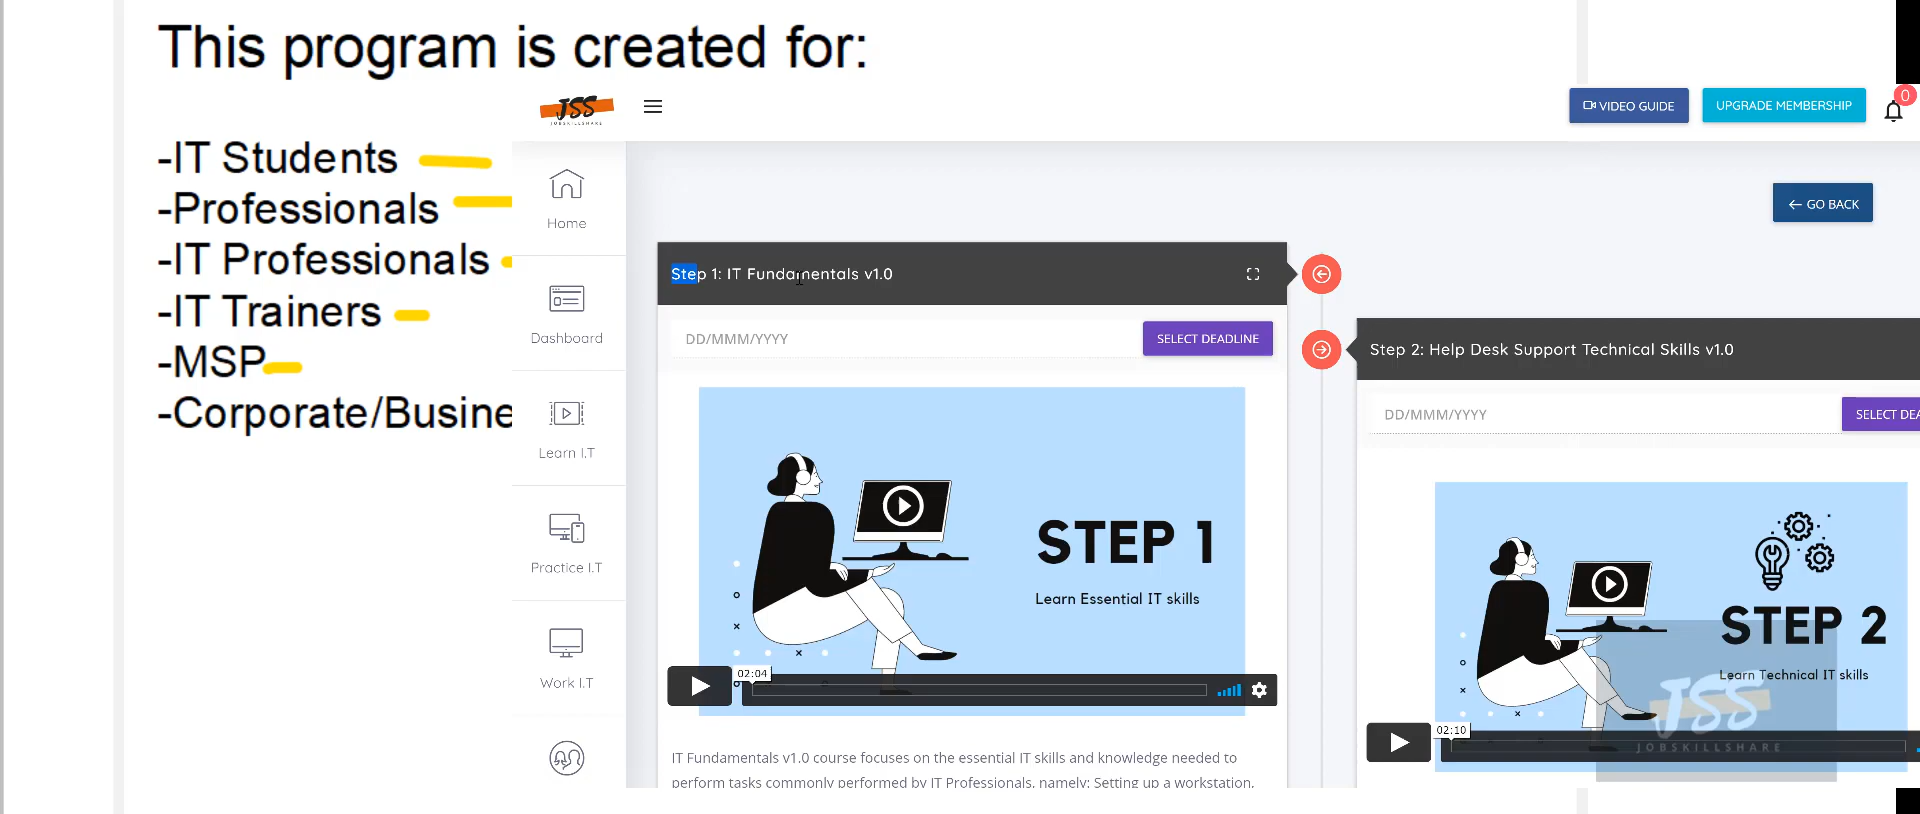 This program is created for:
-IT Students
-Professionals
-IT Professionals
-IT Trainers
-MSP
-Corporate/Busine
JSS
JOBSKILLSHARE
VIDEO GUIDE
UPGRADE MEMBERSHIP
0
Home
Dashboard
Learn I.T
Practice I.T
Work I.T
GO BACK
Step 1: IT Fundamentals v1.0
DD/MMM/YYYY
SELECT DEADLINE
STEP 1
Learn Essential IT skills
02:04
IT Fundamentals v1.0 course focuses on the essential IT skills and knowledge needed to
perform tasks commonly performed by IT Professionals, namely: Setting up a workstation,
Step 2: Help Desk Support Technical Skills v1.0
DD/MMM/YYYY
SELECT DEA
STEP 2
Learn Technical IT skills
02:10
JSS
JOBSKILLSHARE